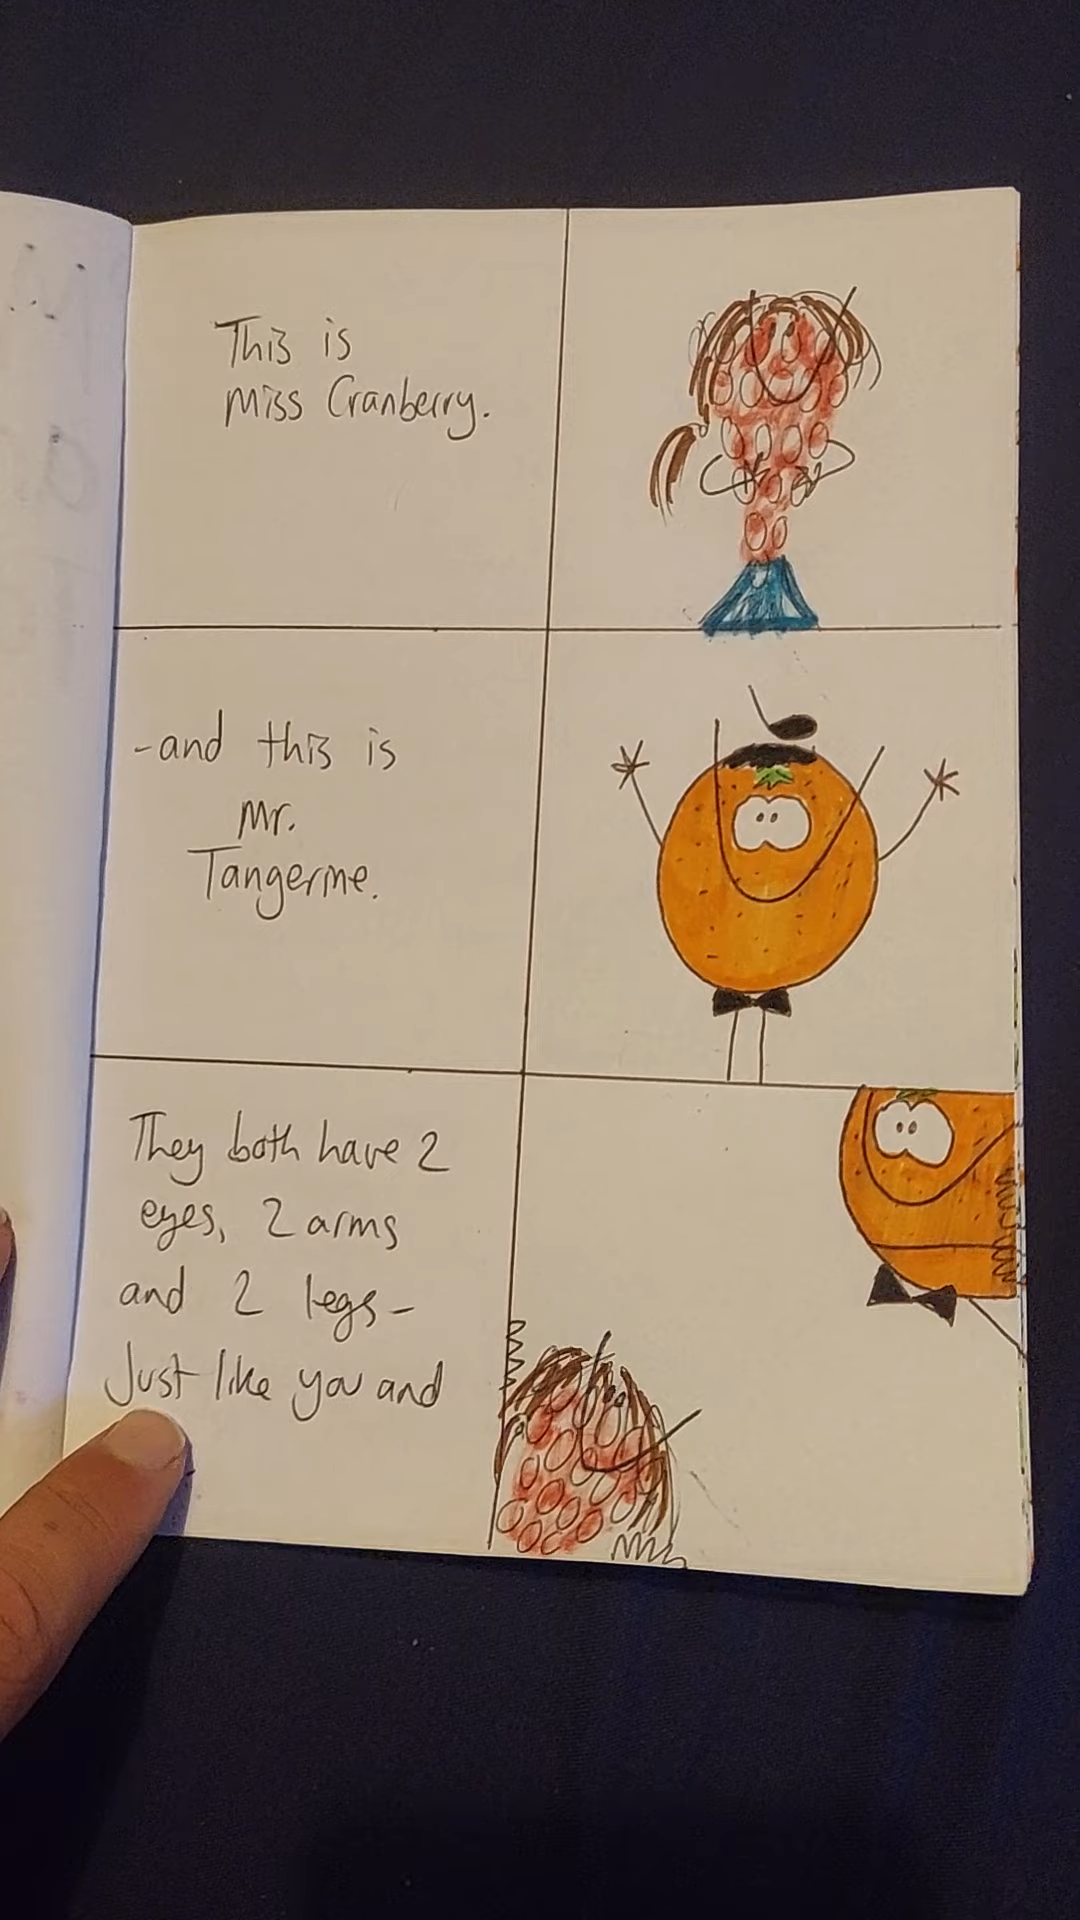 This is
miss Cranberry.
-and this is
Mr.
Tangerine.
They both have 2
eyes, 2 arms
and 2 legs-
Just like you and